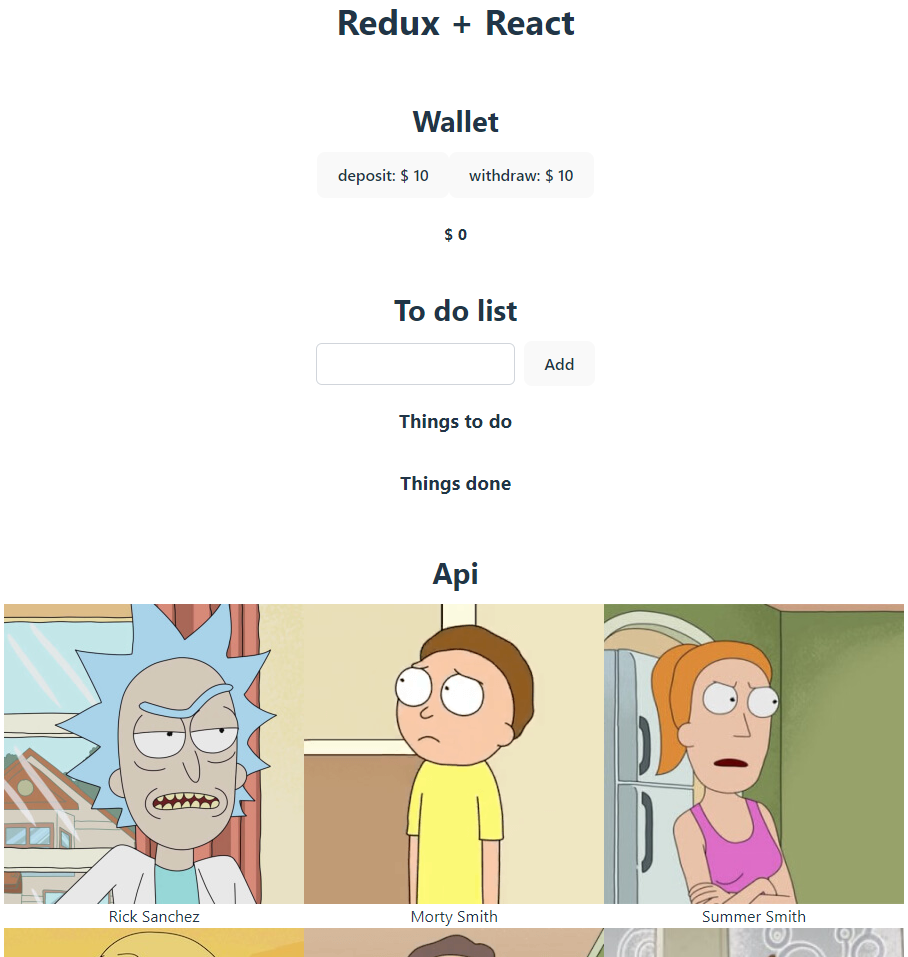 Redux + React
Wallet
deposit: $ 10 withdraw: $ 10
$ 0
To do list
Add
Things to do
Things done
Api
Rick Sanchez Morty Smith Summer Smith